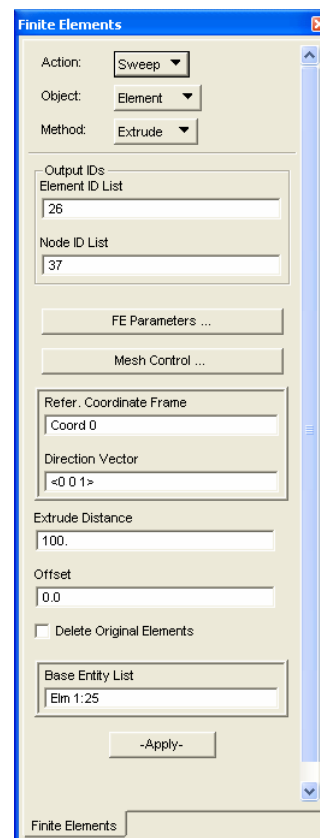 Finite Elements
Action: Sweep
Object: Element
Method: Extrude
Output IDs
Element ID List
26
Node ID List
37
FE Parameters ...
Mesh Control ...
Refer. Coordinate Frame
Coord 0
Direction Vector
<0 0 1>
Extrude Distance
100.
Offset
0.0
Delete Original Elements
Base Entity List
Elm 1:25
-Apply-
Finite Elements